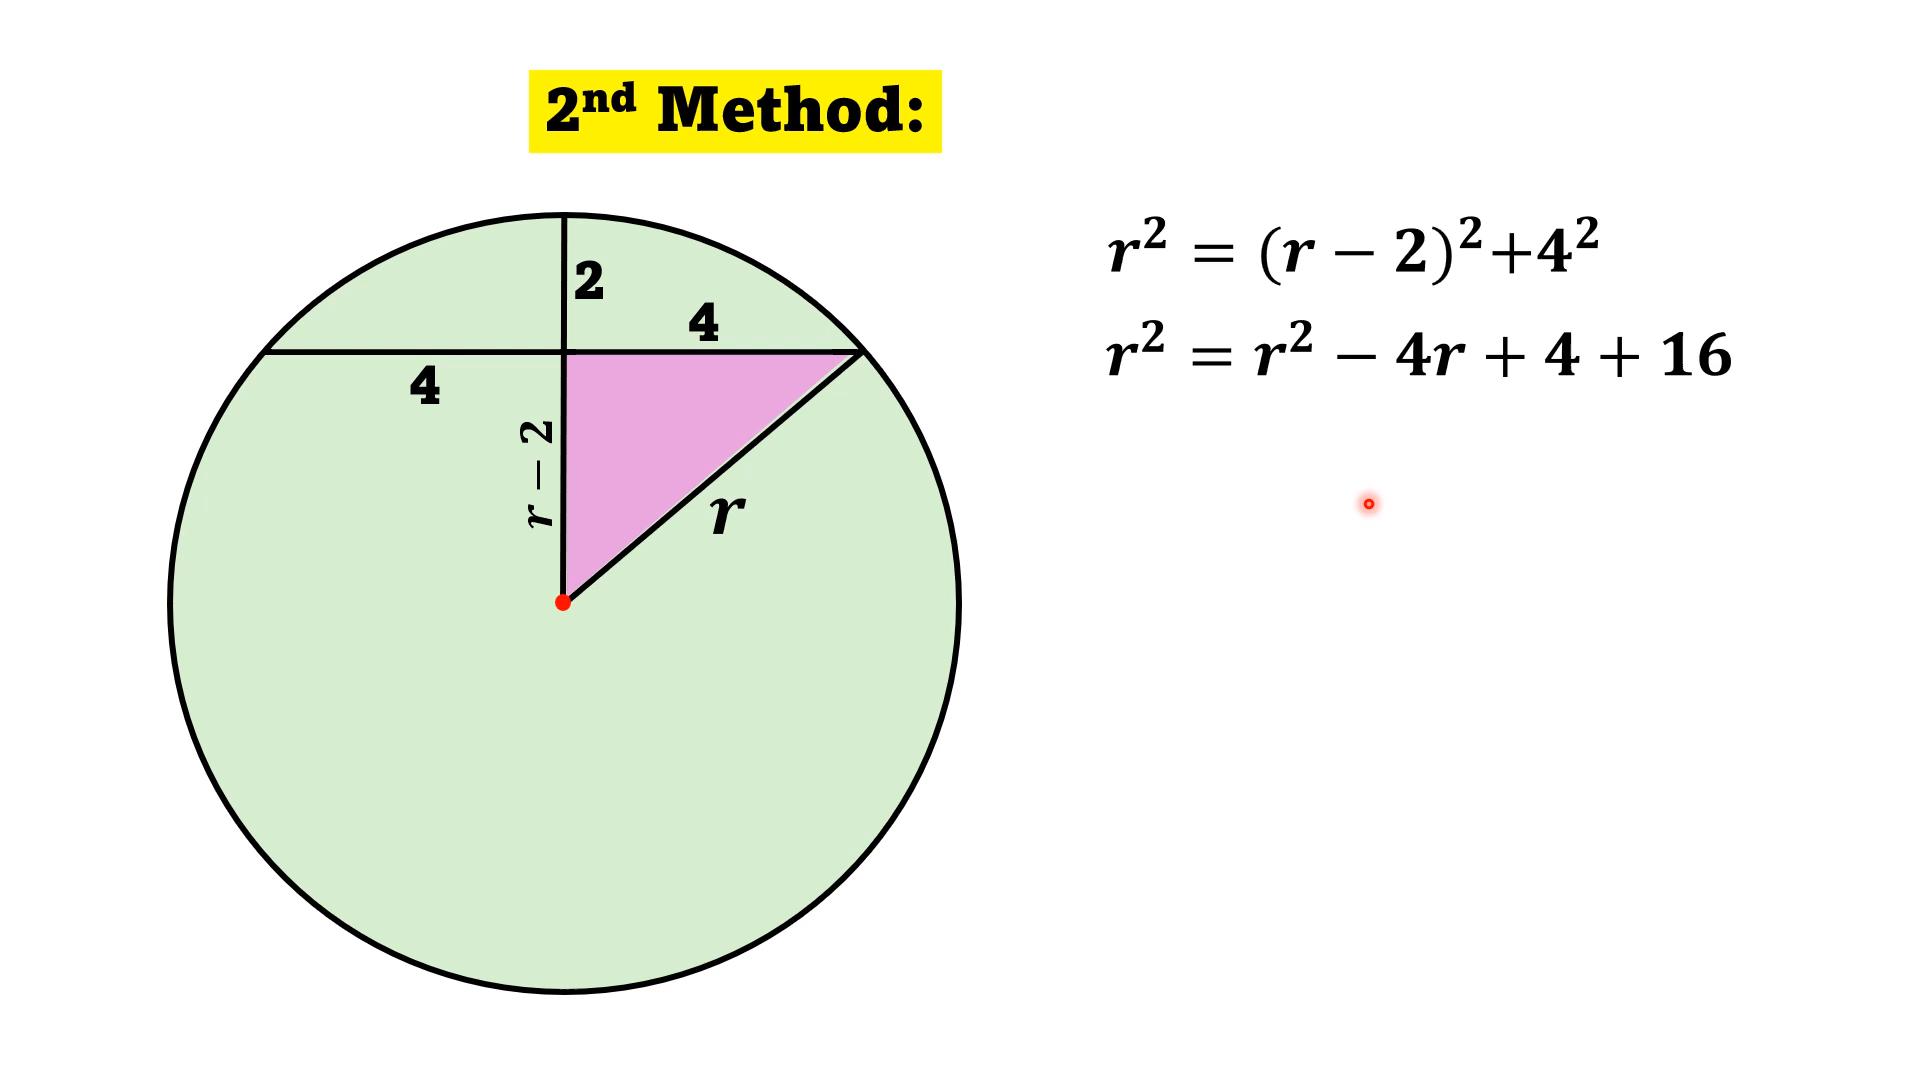 2ⁿᵈ Method:
2
4
4
r − 2
r
r² = (r − 2)²+4²
r² = r² − 4r + 4 + 16